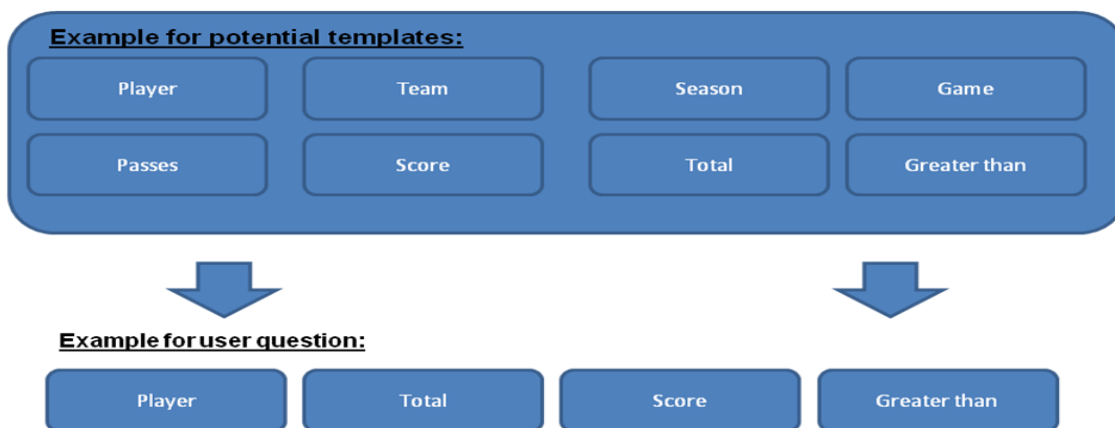 Example for potential templates:
Player Team Season Game
Passes Score Total Greater than
Example for user question:
Player Total Score Greater than